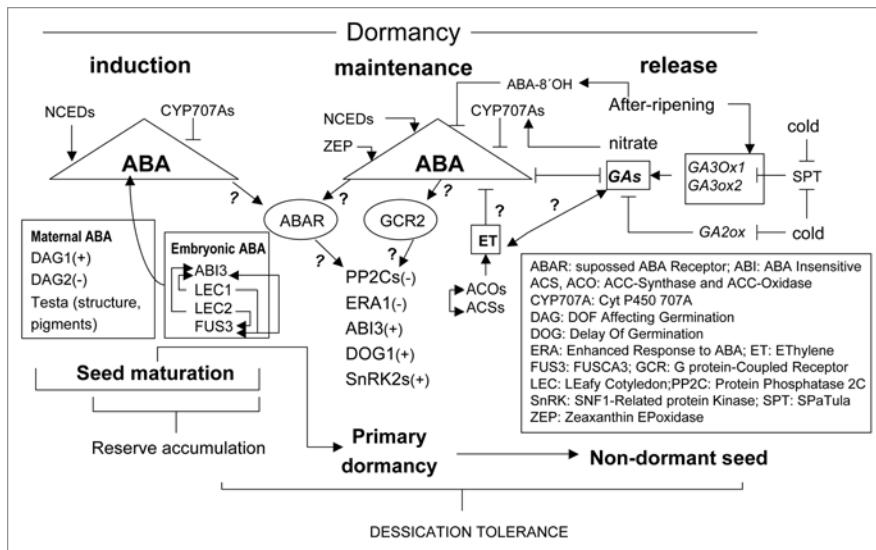 Dormancy
induction
maintenance
release
NCEDs
CYP707As
ABA
NCEDs
ZEP
CYP707As
ABA
ABA-8´OH
After-ripening
nitrate
GAs
GA3Ox1
GA3ox2
cold
SPT
cold
GA2ox
?
?
?
?
?
?
?
ABAR
GCR2
ET
ACOs
ACSs
Maternal ABA
DAG1(+)
DAG2(-)
Testa (structure,
pigments)
Embryonic ABA
ABI3
LEC1
LEC2
FUS3
PP2Cs(-)
ERA1(-)
ABI3(+)
DOG1(+)
SnRK2s(+)
ABAR: supossed ABA Receptor; ABI: ABA Insensitive
ACS, ACO: ACC-Synthase and ACC-Oxidase
CYP707A: Cyt P450 707A
DAG: DOF Affecting Germination
DOG: Delay Of Germination
ERA: Enhanced Response to ABA; ET: EThylene
FUS3: FUSCA3; GCR: G protein-Coupled Receptor
LEC: LEafy Cotyledon;PP2C: Protein Phosphatase 2C
SnRK: SNF1-Related protein Kinase; SPT: SPaTula
ZEP: Zeaxanthin EPoxidase
Seed maturation
Reserve accumulation
Primary
dormancy
Non-dormant seed
DESSICATION TOLERANCE